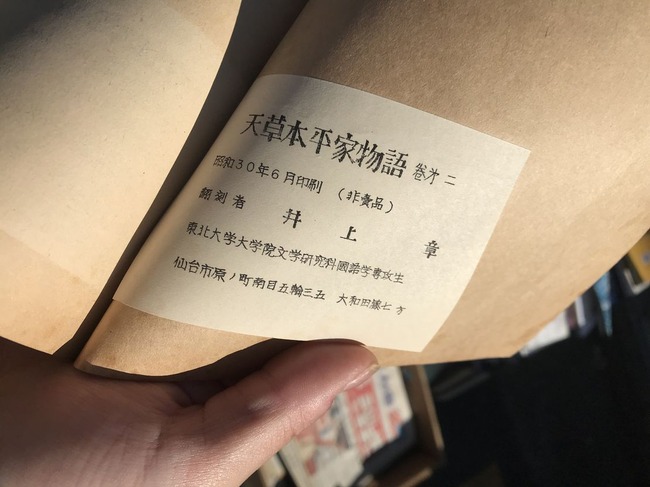 天草本平家物語 卷㐧二
昭和30年6月印刷 (非賣品)
飜刻者 井上 章
東北大学大学院文学研究科國語学專攻生
仙台市原ノ町南目五輪三五 大和田藤七方